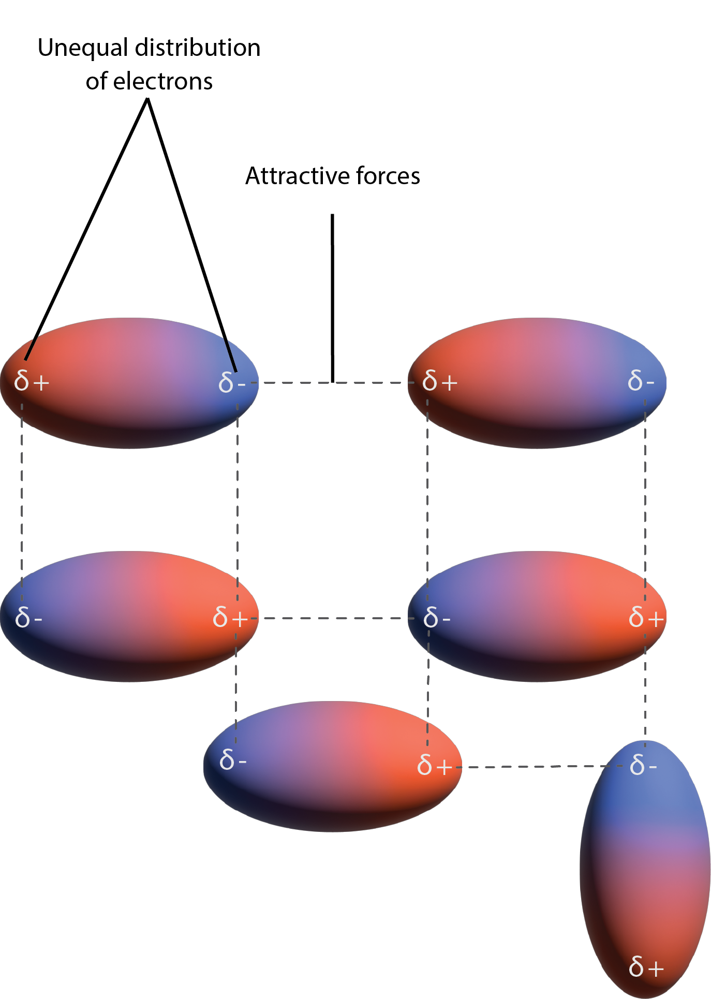 Unequal distribution
of electrons
Attractive forces
δ+ δ- δ+ δ-
δ- δ+ δ- δ+
δ- δ+ δ-
δ+